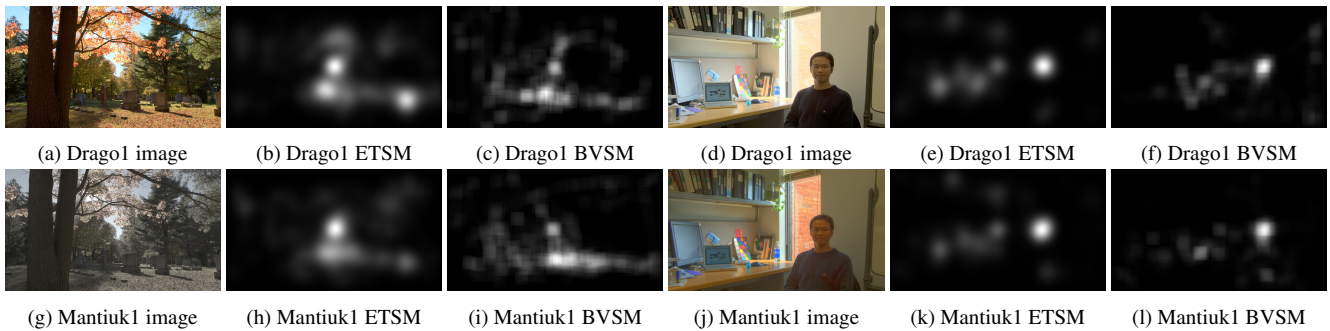 (a) Drago1 image (b) Drago1 ETSM (c) Drago1 BVSM (d) Drago1 image (e) Drago1 ETSM (f) Drago1 BVSM
(g) Mantiuk1 image (h) Mantiuk1 ETSM (i) Mantiuk1 BVSM (j) Mantiuk1 image (k) Mantiuk1 ETSM (l) Mantiuk1 BVSM